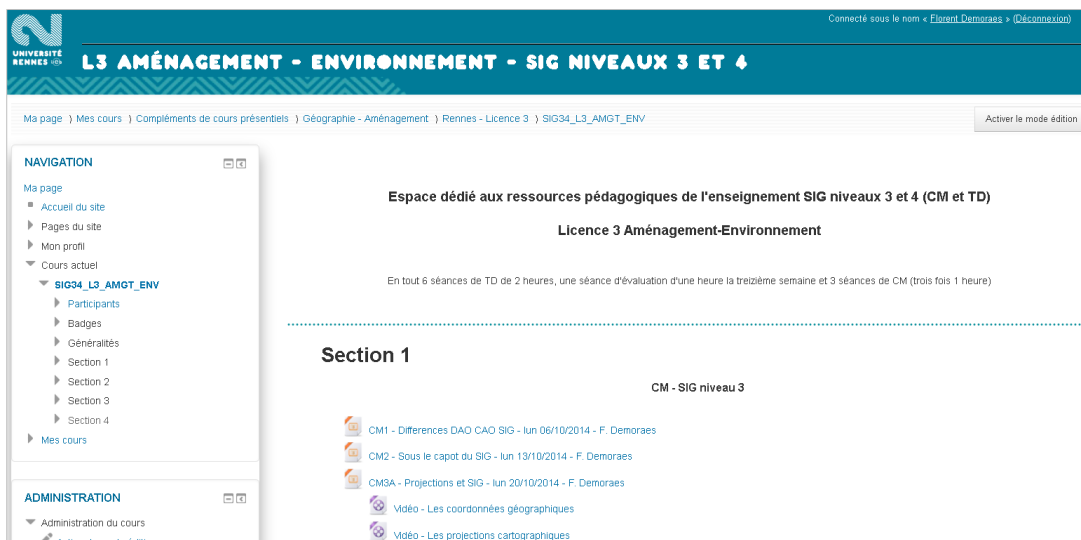 Connecté sous le nom « Florent Demoraes » (Déconnexion)
UNIVERSITÉ
RENNES
L3 AMÉNAGEMENT - ENVIRONNEMENT - SIG NIVEAUX 3 ET 4
Ma page ⟩ Mes cours ⟩ Compléments de cours présentiels ⟩ Géographie - Aménagement ⟩ Rennes - Licence 3 ⟩ SIG34_L3_AMGT_ENV
Activer le mode édition
NAVIGATION
Ma page
Accueil du site
Pages du site
Mon profil
Cours actuel
SIG34_L3_AMGT_ENV
Participants
Badges
Généralités
Section 1
Section 2
Section 3
Section 4
Mes cours
ADMINISTRATION
Administration du cours
Espace dédié aux ressources pédagogiques de l'enseignement SIG niveaux 3 et 4 (CM et TD)
Licence 3 Aménagement-Environnement
En tout 6 séances de TD de 2 heures, une séance d'évaluation d'une heure la treizième semaine et 3 séances de CM (trois fois 1 heure)
Section 1
CM - SIG niveau 3
CM1 - Differences DAO CAO SIG - lun 06/10/2014 - F. Demoraes
CM2 - Sous le capot du SIG - lun 13/10/2014 - F. Demoraes
CM3A - Projections et SIG - lun 20/10/2014 - F. Demoraes
Vidéo - Les coordonnées géographiques
Vidéo - Les projections cartographiques